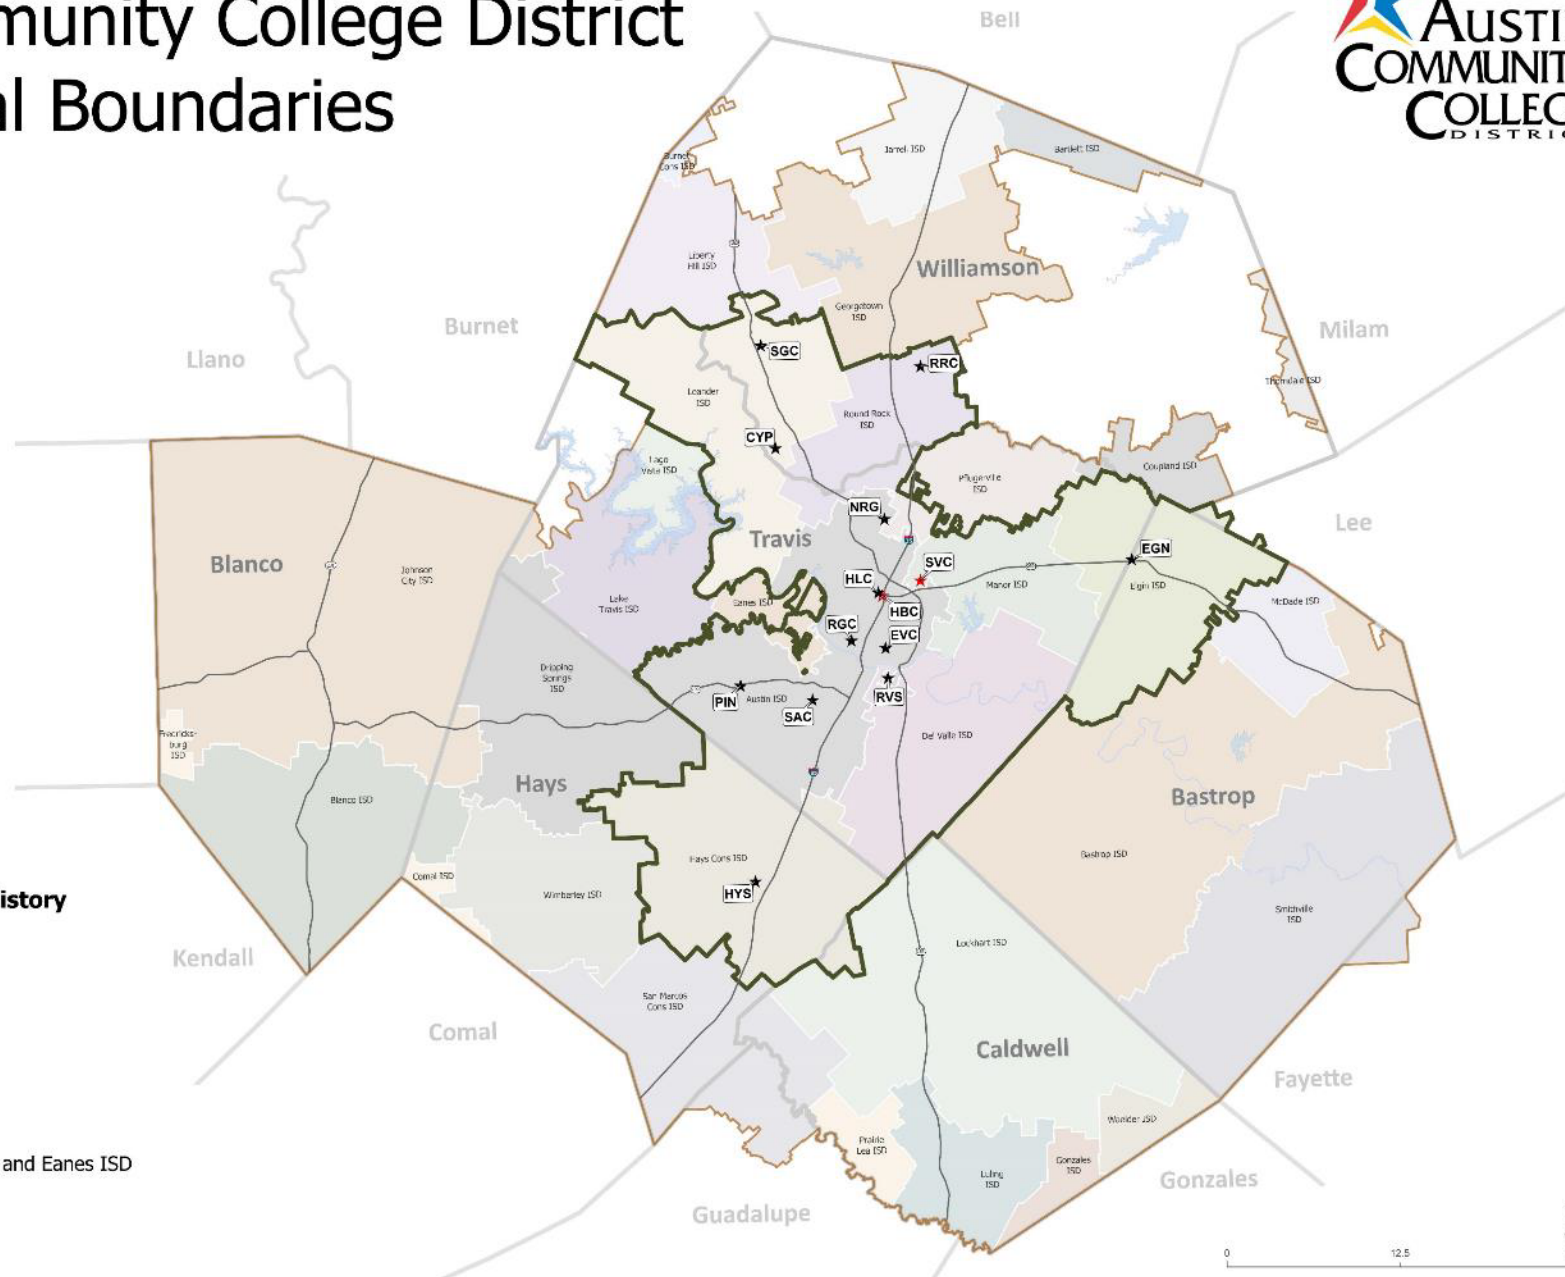 munity College District
al Boundaries
AUSTI
COMMUNIT
COLLEC
DISTRIC
Bell
Burnet
Cons ISD
Jarrell ISD
Bartlett ISD
Liberty
Hill ISD
Williamson
Georgetown
ISD
Burnet
Milam
Llano
SGC
RRC
Thorndale ISD
Leander
ISD
Round Rock
ISD
CYP
Lago
Vista ISD
Coupland ISD
Pflugerville
ISD
NRG
Travis
Lee
Blanco
Johnson
City ISD
SVC
EGN
HLC
Manor ISD
Elgin ISD
Lake
Travis ISD
Eanes ISD
HBC
McDade ISD
RGC
EVC
Dripping
Springs
ISD
PIN
Austin ISD
SAC
RVS
Fredricks-
burg
ISD
Del Valle ISD
Hays
Blanco ISD
Bastrop
Hays Cons ISD
Bastrop ISD
Comal ISD
Wimberley ISD
HYS
istory
Smithville
ISD
Lockhart ISD
Kendall
San Marcos
Cons ISD
Comal
Caldwell
Fayette
Waelder ISD
Prairie
Lea ISD
and Eanes ISD
Gonzales
ISD
Luling
ISD
Gonzales
Guadalupe
0 12.5